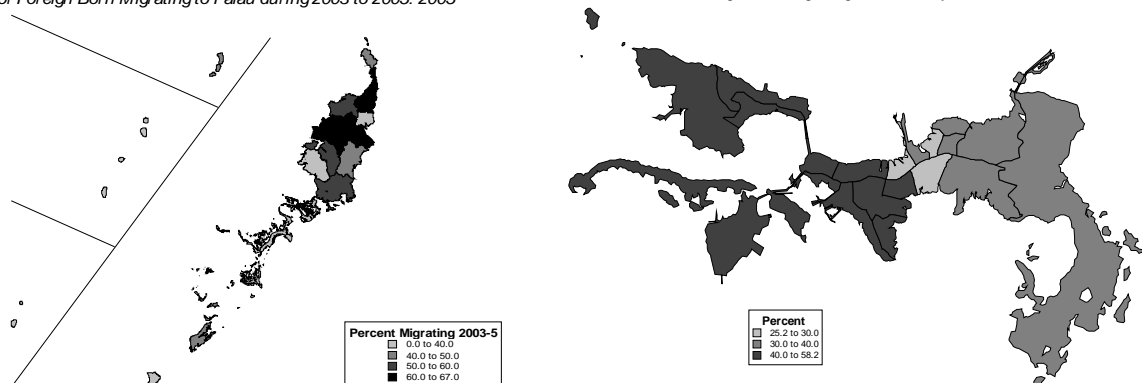 or Foreign Born Migrating to Palau during 2003 to 2005: 2005
Percent Migrating 2003-5
0.0 to 40.0
40.0 to 50.0
50.0 to 60.0
60.0 to 67.0
Percent
25.2 to 30.0
30.0 to 40.0
40.0 to 58.2